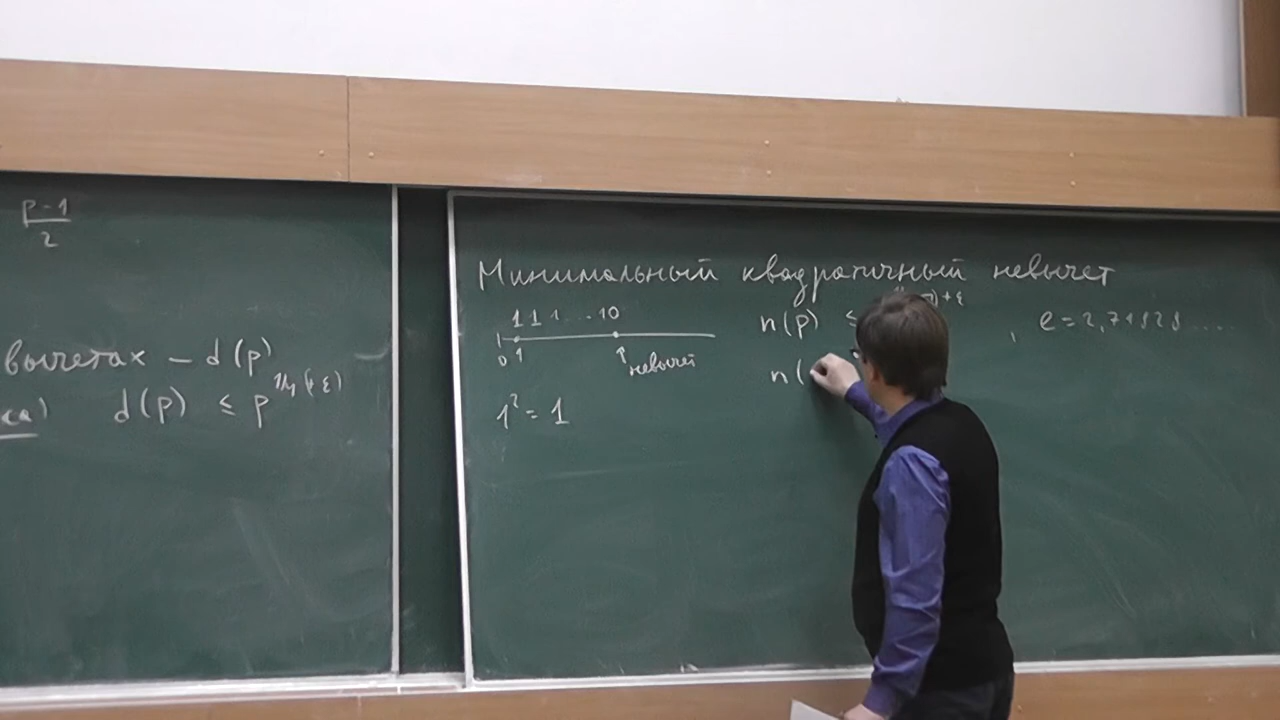 p-1
2
вычетах - d(p)
d(p) ≤ p^{1/4(+ε)}
Минимальный квадратичный невычет
1 1 1 ... 10
0 1
невычет
n(p) ≤
+ε
, e = 2,71828....
n(
1² = 1